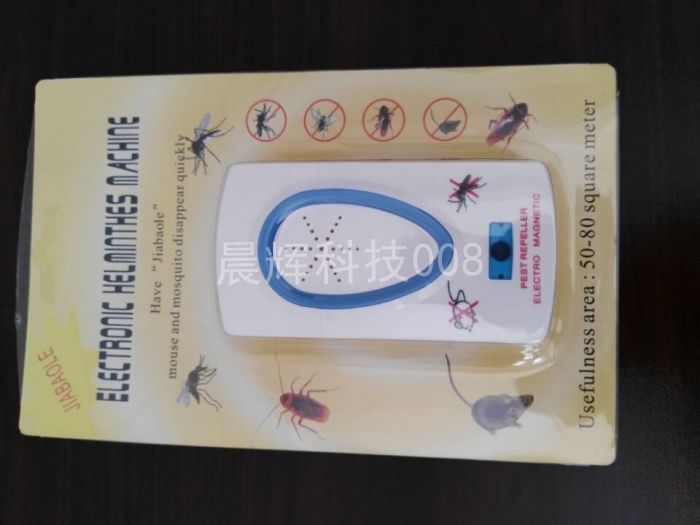 JIABAOLE
ELECTRONIC HELMINTHES MACHINE
Have “Jiabaole”
mouse and mosquito disappear quickly
晨辉科技008
PEST REPELLER
ELECTRO MAGNETIC
Usefulness area : 50-80 square meter